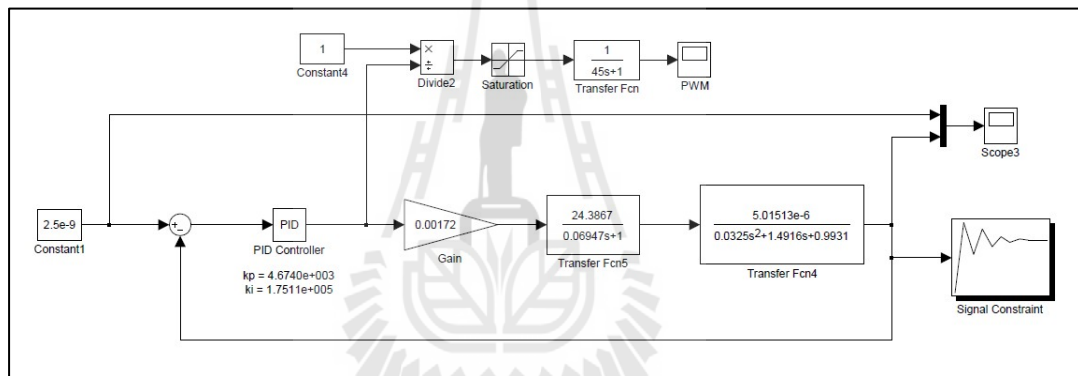 1
Constant4
×
÷
Divide2
Saturation
1
45s+1
Transfer Fcn
PWM
Scope3
2.5e-9
Constant1
+
−
PID
PID Controller
kp = 4.6740e+003
ki = 1.7511e+005
0.00172
Gain
24.3867
0.06947s+1
Transfer Fcn5
5.01513e-6
0.0325s2+1.4916s+0.9931
Transfer Fcn4
Signal Constraint